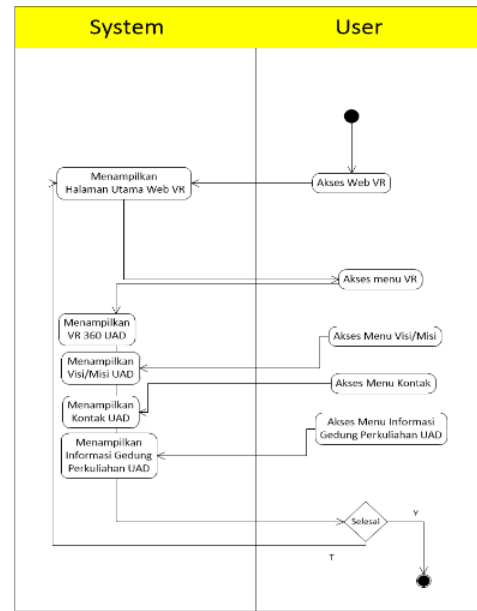 System
User
Menampilkan
Halaman Utama Web VR
Akses Web VR
Akses menu VR
Menampilkan
VR 360 UAD
Akses Menu Visi/Misi
Menampilkan
Visi/Misi UAD
Akses Menu Kontak
Menampilkan
Kontak UAD
Akses Menu Informasi
Gedung Perkuliahan UAD
Menampilkan
Informasi Gedung
Perkuliahan UAD
Selesai
Y
T